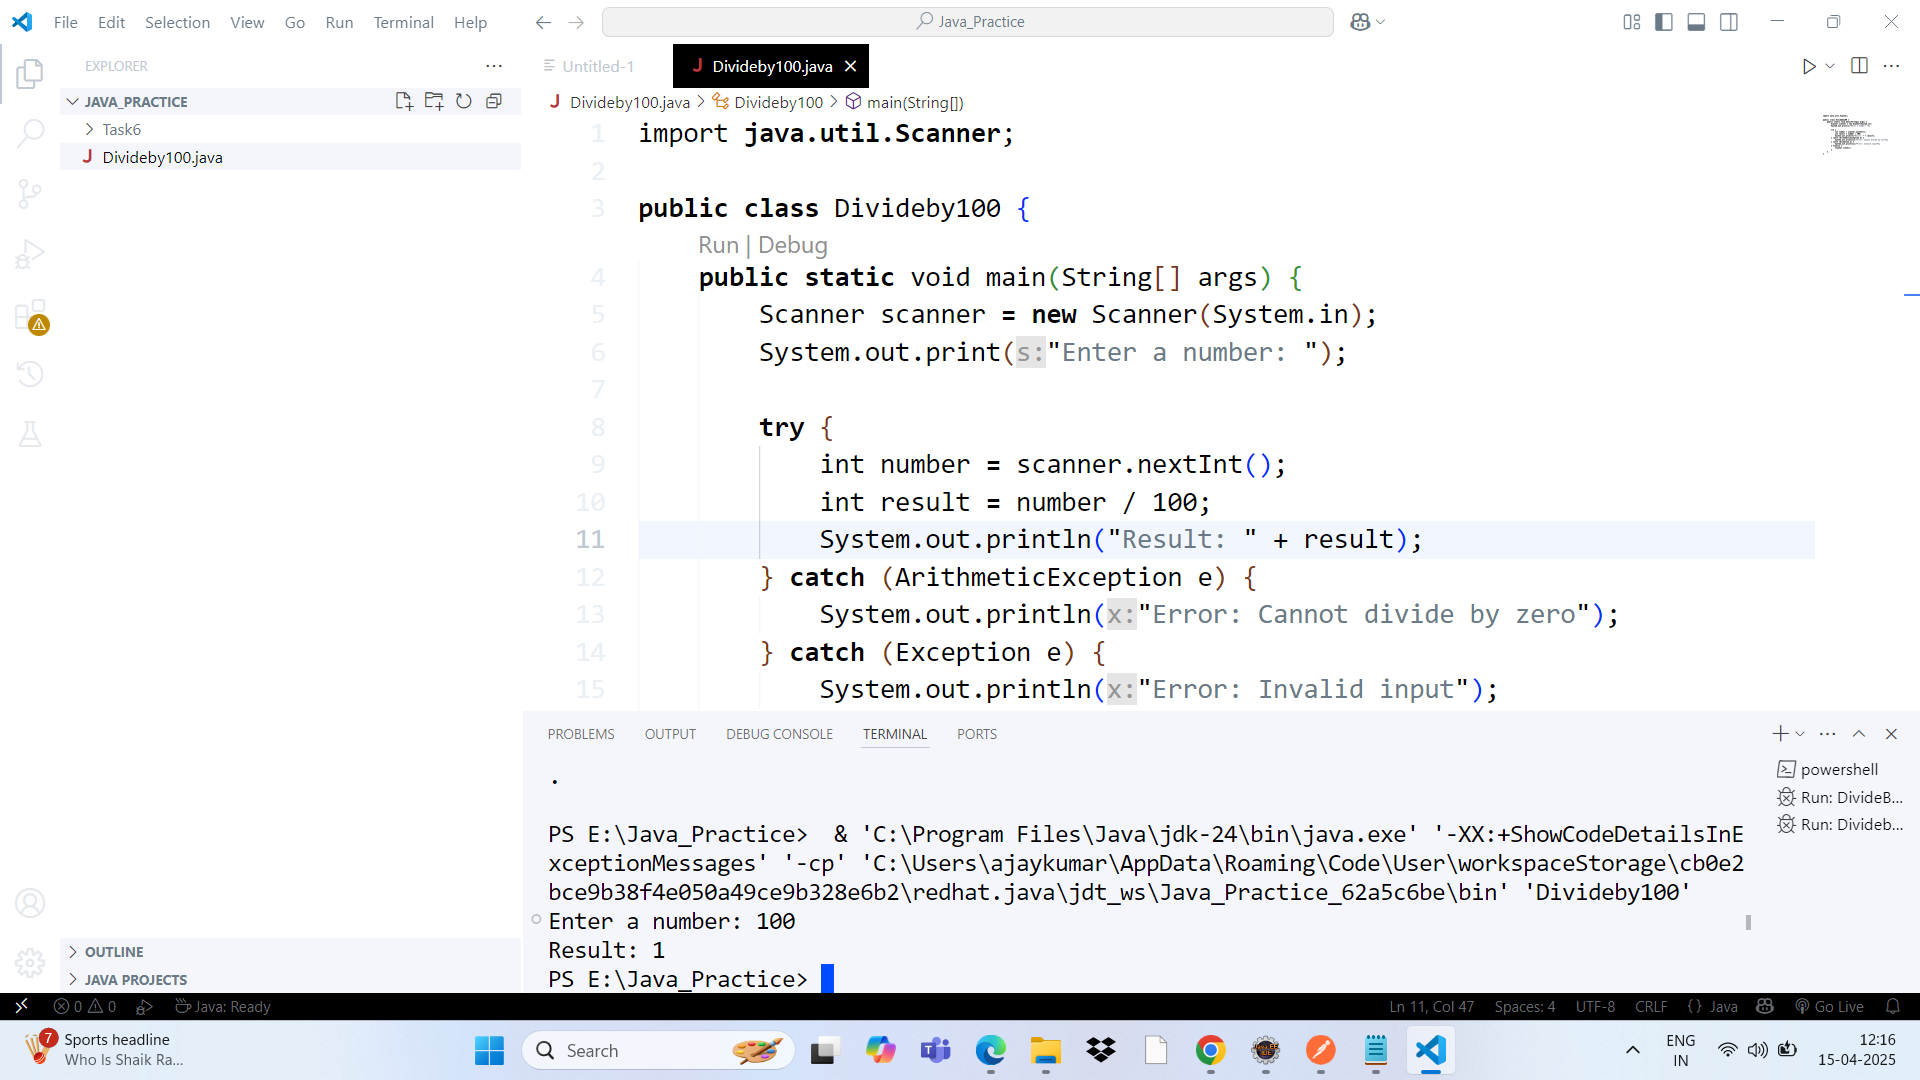 File Edit Selection View Go Run Terminal Help
Java_Practice
EXPLORER
JAVA_PRACTICE
Task6
Divideby100.java
Untitled-1
Divideby100.java
Divideby100.java > Divideby100 > main(String[])
1 import java.util.Scanner;
2
3 public class Divideby100 {
Run | Debug
4 public static void main(String[] args) {
5 Scanner scanner = new Scanner(System.in);
6 System.out.print(s:"Enter a number: ");
7
8 try {
9 int number = scanner.nextInt();
10 int result = number / 100;
11 System.out.println("Result: " + result);
12 } catch (ArithmeticException e) {
13 System.out.println(x:"Error: Cannot divide by zero");
14 } catch (Exception e) {
15 System.out.println(x:"Error: Invalid input");
PROBLEMS OUTPUT DEBUG CONSOLE TERMINAL PORTS
.
PS E:\Java_Practice>  & 'C:\Program Files\Java\jdk-24\bin\java.exe' '-XX:+ShowCodeDetailsInE
xceptionMessages' '-cp' 'C:\Users\ajaykumar\AppData\Roaming\Code\User\workspaceStorage\cb0e2
bce9b38f4e050a49ce9b328e6b2\redhat.java\jdt_ws\Java_Practice_62a5c6be\bin' 'Divideby100'
Enter a number: 100
Result: 1
PS E:\Java_Practice>
powershell
Run: DivideB...
Run: Divideb...
OUTLINE
JAVA PROJECTS
0 0 Java: Ready
Ln 11, Col 47 Spaces: 4 UTF-8 CRLF {} Java Go Live
7
Sports headline
Who Is Shaik Ra...
Search
ENG
IN
12:16
15-04-2025